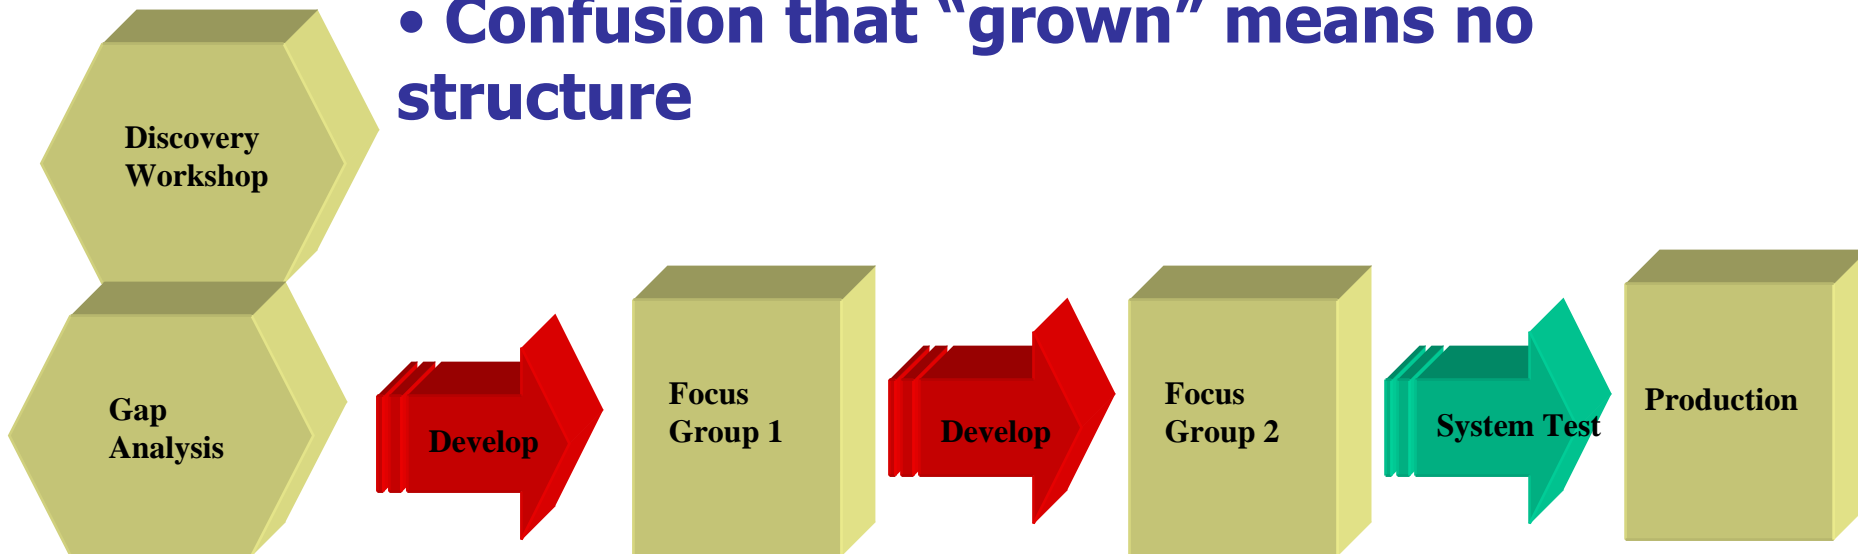 • Confusion that “grown” means no
structure
Discovery
Workshop
Gap
Analysis
Develop
Focus
Group 1
Develop
Focus
Group 2
System Test
Production